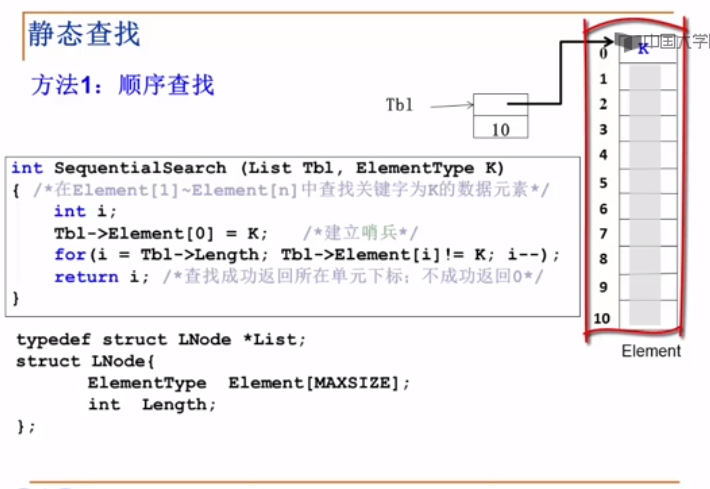 静态查找
方法1：顺序查找
中国大学
Tbl
10
int SequentialSearch (List Tbl, ElementType K)
{ /*在Element[1]~Element[n]中查找关键字为K的数据元素*/
int i;
Tbl->Element[0] = K; /*建立哨兵*/
for(i = Tbl->Length; Tbl->Element[i]!= K; i--);
return i; /*查找成功返回所在单元下标；不成功返回0*/
}
typedef struct LNode *List;
struct LNode{
ElementType Element[MAXSIZE];
int Length;
};
0 K
1
2
3
4
5
6
7
8
9
10
Element